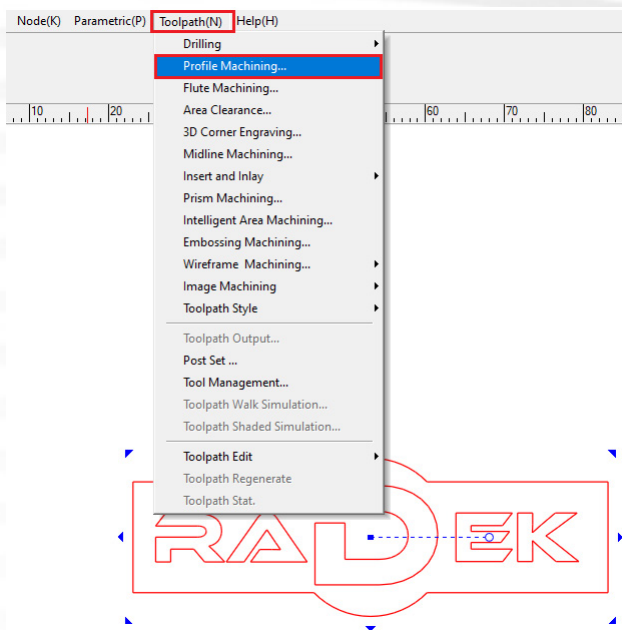 Node(K) Parametric(P) Toolpath(N) Help(H)
Drilling
Profile Machining...
Flute Machining...
10 20 60 70 80
Area Clearance...
3D Corner Engraving...
Midline Machining...
Insert and Inlay
Prism Machining...
Intelligent Area Machining...
Embossing Machining...
Wireframe Machining...
Image Machining
Toolpath Style
Toolpath Output...
Post Set ...
Tool Management...
Toolpath Walk Simulation...
Toolpath Shaded Simulation...
Toolpath Edit
Toolpath Regenerate
Toolpath Stat.
RADEK